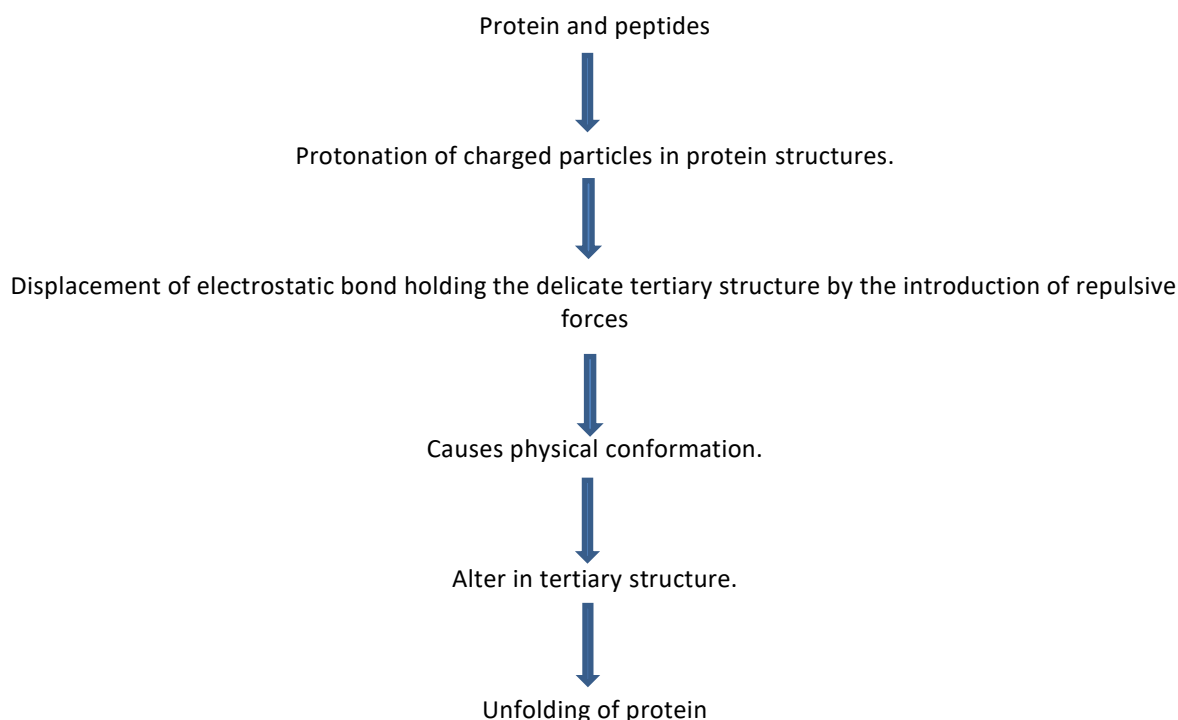 Protein and peptides
Protonation of charged particles in protein structures.
Displacement of electrostatic bond holding the delicate tertiary structure by the introduction of repulsive
forces
Causes physical conformation.
Alter in tertiary structure.
Unfolding of protein